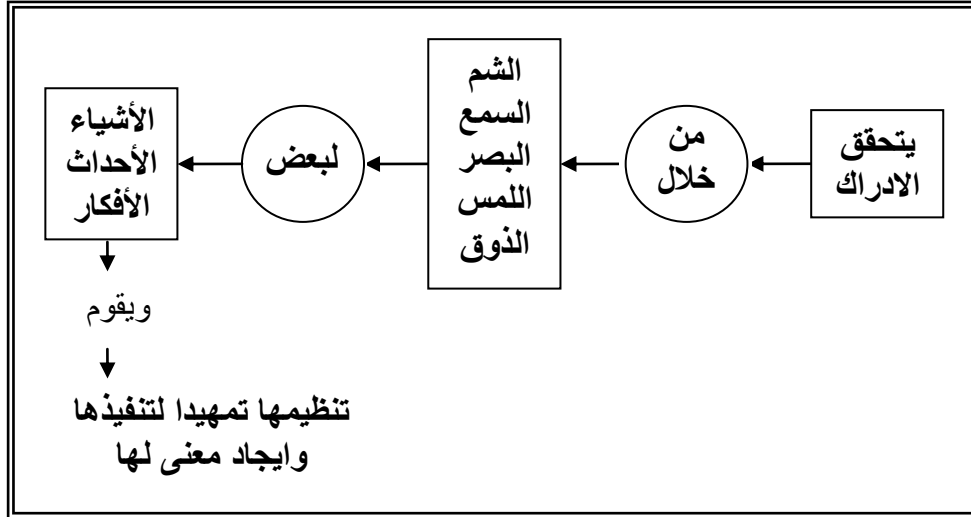 يتحقق
الادراك
من
خلال
الشم
السمع
البصر
اللمس
الذوق
لبعض
الأشياء
الأحداث
الأفكار
ويقوم
تنظيمها تمهيدا لتنفيذها
وايجاد معنى لها